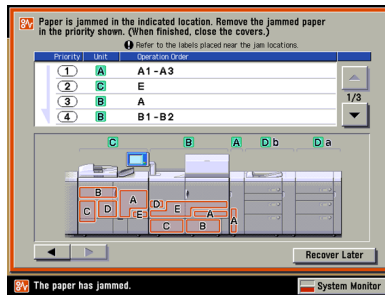 Paper is jammed in the indicated location. Remove the jammed paper
in the priority shown. (When finished, close the covers.)
Refer to the labels placed near the jam locations.
Priority Unit Operation Order
1 A A1-A3
2 C E
3 B A
4 B B1-B2
1/3
C B A D b D a
B
C D A E
D E A
C B
A
Recover Later
The paper has jammed.
System Monitor